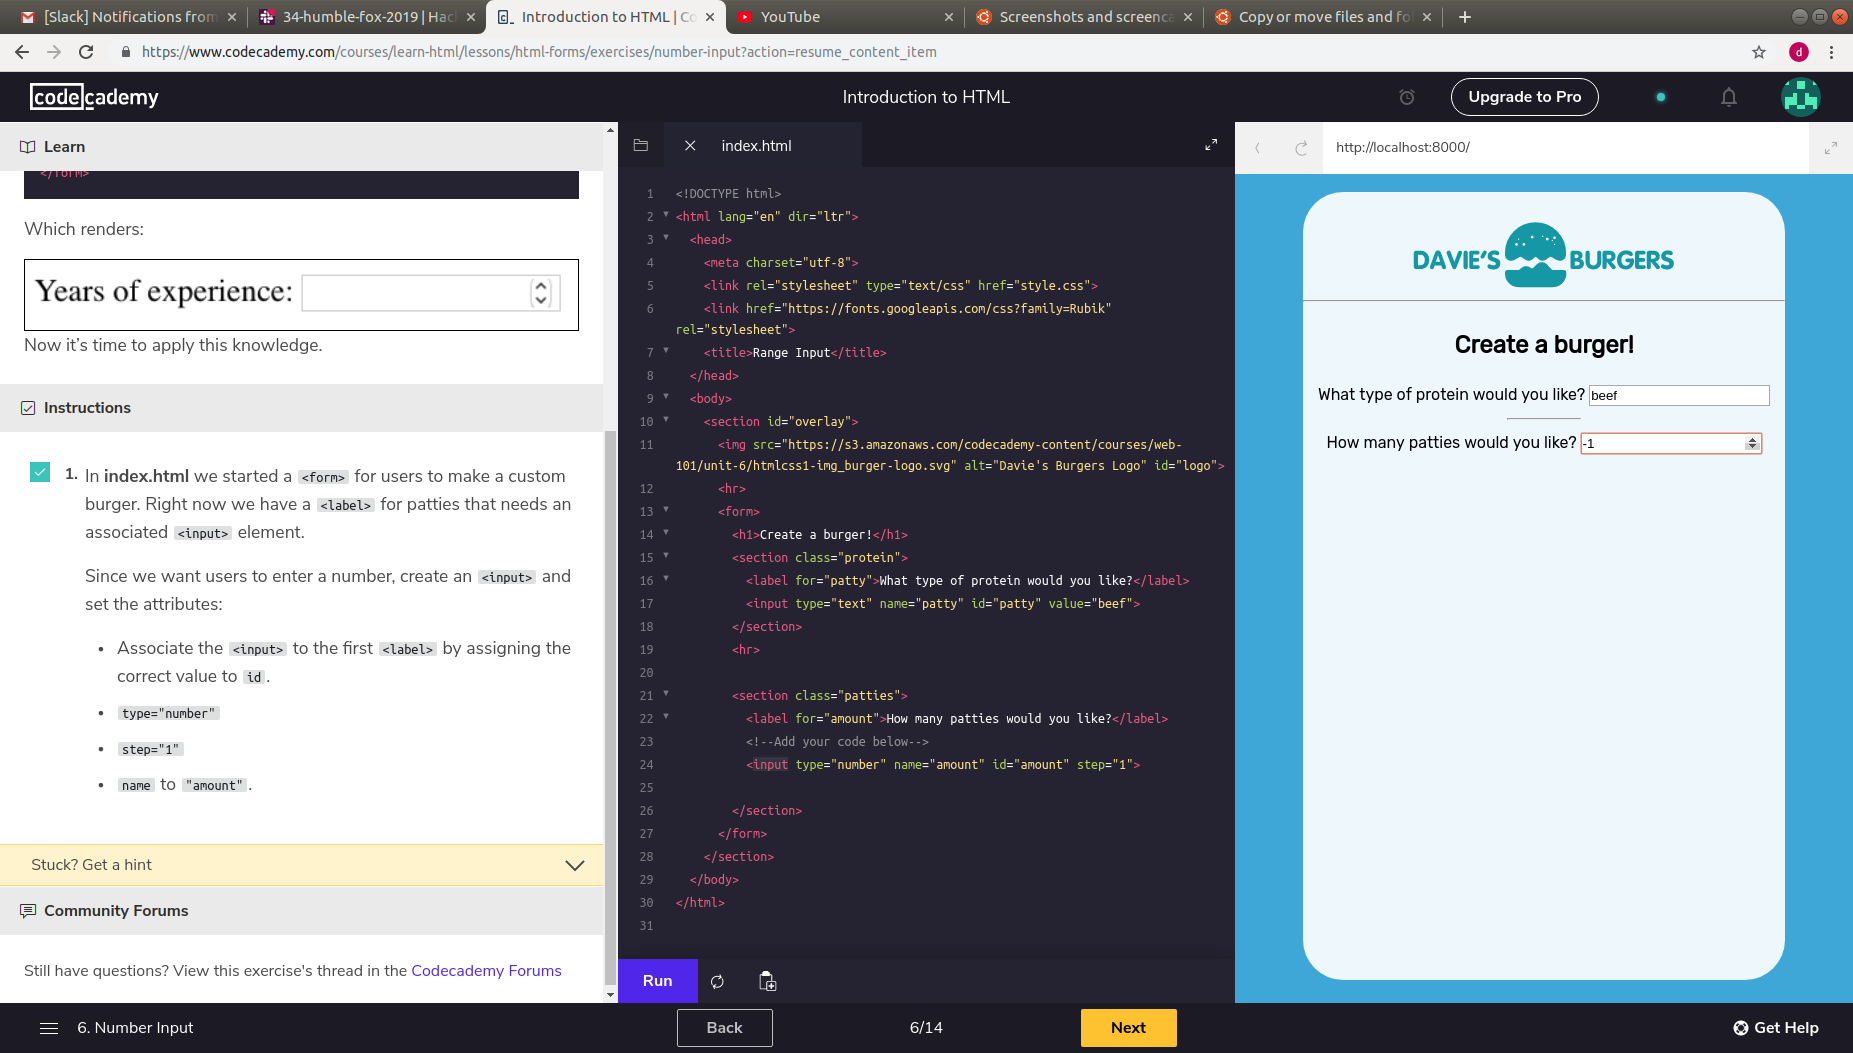 [Slack] Notifications from
34-humble-fox-2019 | Hac
Introduction to HTML | Co
YouTube
Screenshots and screenca
Copy or move files and fo
https://www.codecademy.com/courses/learn-html/lessons/html-forms/exercises/number-input?action=resume_content_item
d
codecademy
Introduction to HTML
Upgrade to Pro
Learn
</form>
Which renders:
Years of experience:
Now it's time to apply this knowledge.
Instructions
1. In index.html we started a <form> for users to make a custom
burger. Right now we have a <label> for patties that needs an
associated <input> element.
Since we want users to enter a number, create an <input> and
set the attributes:
• Associate the <input> to the first <label> by assigning the
correct value to id.
• type="number"
• step="1"
• name to "amount".
Stuck? Get a hint
Community Forums
Still have questions? View this exercise's thread in the Codecademy Forums
index.html
1 <!DOCTYPE html>
2 <html lang="en" dir="ltr">
3 <head>
4 <meta charset="utf-8">
5 <link rel="stylesheet" type="text/css" href="style.css">
6 <link href="https://fonts.googleapis.com/css?family=Rubik"
rel="stylesheet">
7 <title>Range Input</title>
8 </head>
9 <body>
10 <section id="overlay">
11 <img src="https://s3.amazonaws.com/codecademy-content/courses/web-
101/unit-6/htmlcss1-img_burger-logo.svg" alt="Davie's Burgers Logo" id="logo">
12 <hr>
13 <form>
14 <h1>Create a burger!</h1>
15 <section class="protein">
16 <label for="patty">What type of protein would you like?</label>
17 <input type="text" name="patty" id="patty" value="beef">
18 </section>
19 <hr>
20
21 <section class="patties">
22 <label for="amount">How many patties would you like?</label>
23 <!--Add your code below-->
24 <input type="number" name="amount" id="amount" step="1">
25
26 </section>
27 </form>
28 </section>
29 </body>
30 </html>
31
Run
http://localhost:8000/
DAVIE'S BURGERS
Create a burger!
What type of protein would you like? beef
How many patties would you like? -1
6. Number Input
Back
6/14
Next
Get Help